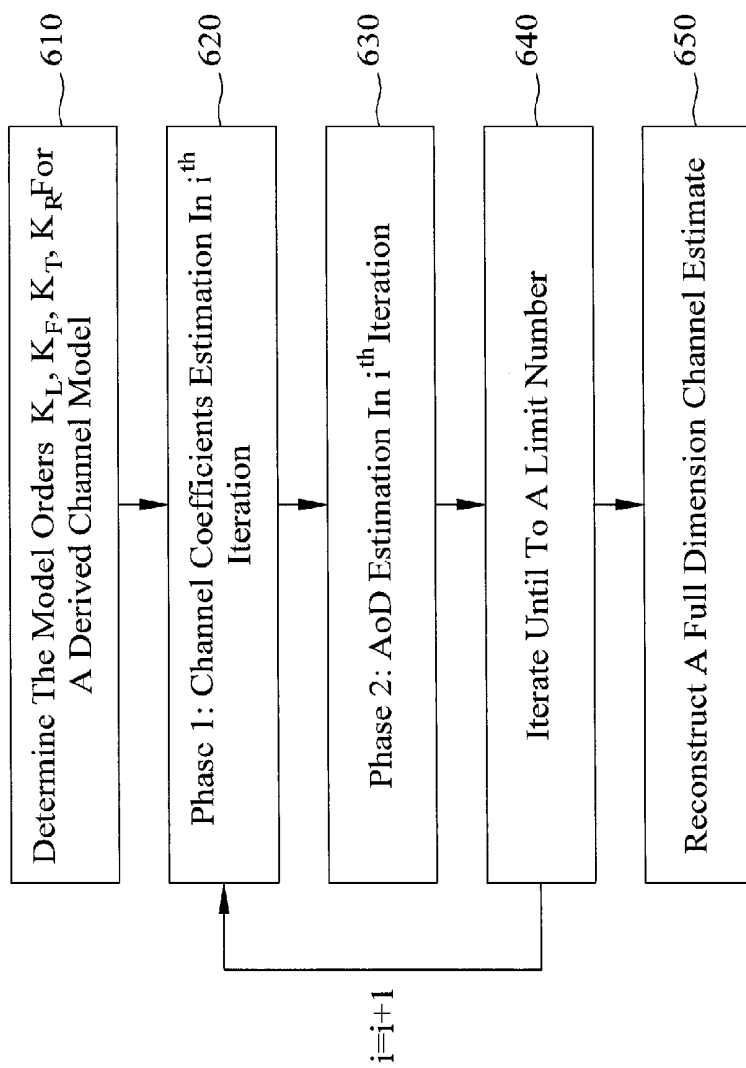 Determine The Model Orders K_L, K_F, K_T, K_R For
A Derived Channel Model
610
Phase 1: Channel Coefficients Estimation In i^th
Iteration
620
Phase 2: AoD Estimation In i^th Iteration
630
Iterate Until To A Limit Number
640
i=i+1
Reconstruct A Full Dimension Channel Estimate
650